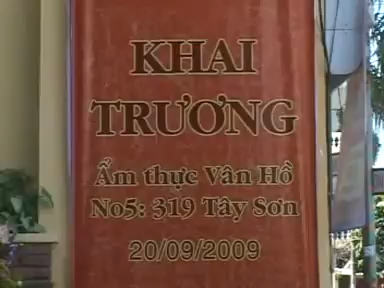 KHAI
TRƯƠNG
Ẩm thực Vân Hồ
No5: 319 Tây Sơn
20/09/2009